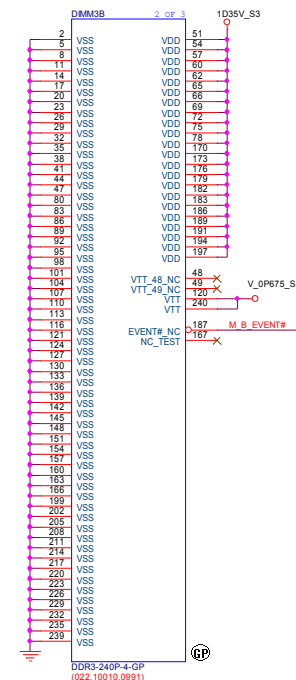 DIMM3B 2 OF 3 1D35V_S3
2 VSS VDD 51
5 VSS VDD 54
8 VSS VDD 57
11 VSS VDD 60
14 VSS VDD 62
17 VSS VDD 65
20 VSS VDD 66
23 VSS VDD 69
26 VSS VDD 72
29 VSS VDD 75
32 VSS VDD 78
35 VSS VDD 170
38 VSS VDD 173
41 VSS VDD 176
44 VSS VDD 179
47 VSS VDD 182
80 VSS VDD 183
83 VSS VDD 186
86 VSS VDD 189
89 VSS VDD 191
92 VSS VDD 194
95 VSS VDD 197
98 VSS
101 VSS VTT_48_NC 48
104 VSS VTT_49_NC 49 V_0P675_S
107 VSS VTT 120
110 VSS VTT 240
113 VSS
116 VSS EVENT#_NC 187 M_B_EVENT#
121 VSS NC_TEST 167
124 VSS
127 VSS
130 VSS
133 VSS
136 VSS
139 VSS
142 VSS
145 VSS
148 VSS
151 VSS
154 VSS
157 VSS
160 VSS
163 VSS
166 VSS
199 VSS
202 VSS
205 VSS
208 VSS
211 VSS
214 VSS
217 VSS
220 VSS
223 VSS
226 VSS
229 VSS
232 VSS
235 VSS
239 VSS
GP
DDR3-240P-4-GP
(022.10010.0991)